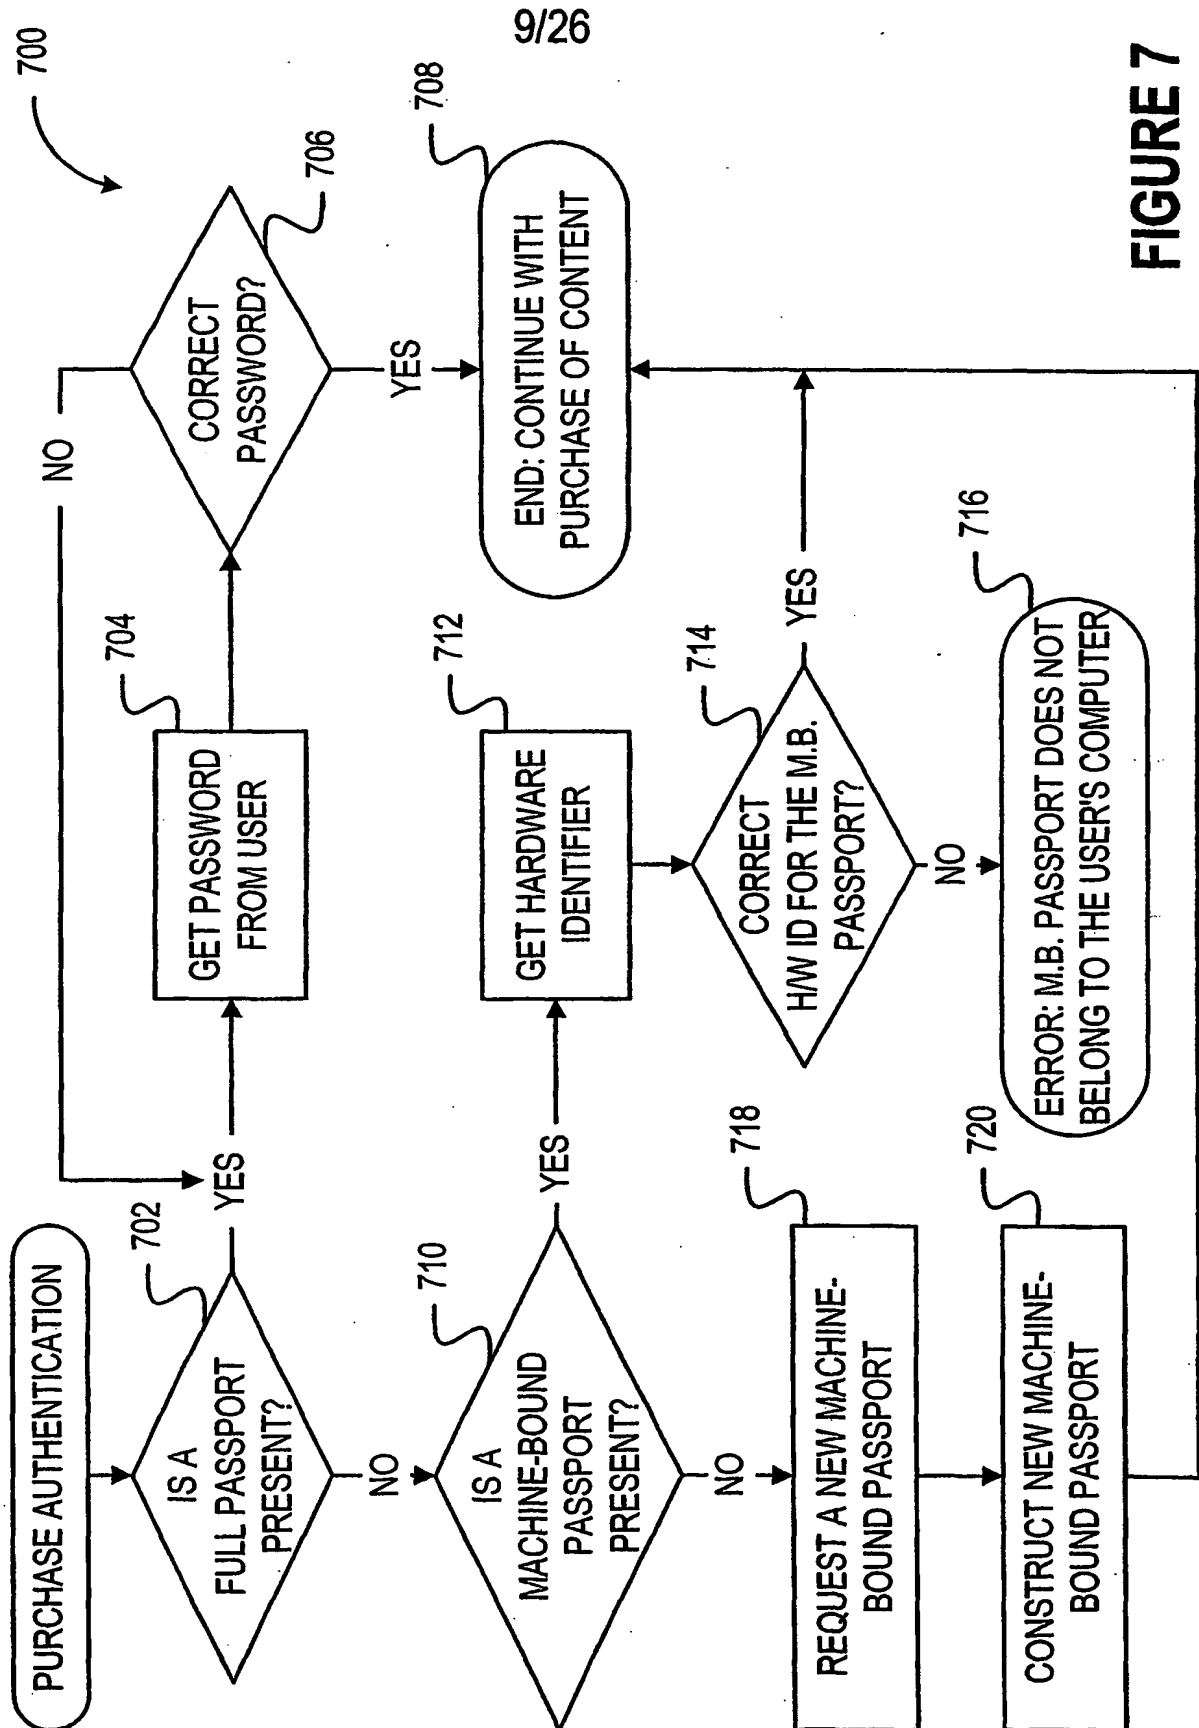 9/26
700
PURCHASE AUTHENTICATION
702
IS A
FULL PASSPORT
PRESENT?
YES
NO
704
GET PASSWORD
FROM USER
706
CORRECT
PASSWORD?
NO
YES
708
END: CONTINUE WITH
PURCHASE OF CONTENT
710
IS A
MACHINE-BOUND
PASSPORT
PRESENT?
YES
NO
712
GET HARDWARE
IDENTIFIER
714
CORRECT
H/W ID FOR THE M.B.
PASSPORT?
YES
NO
716
ERROR: M.B. PASSPORT DOES NOT
BELONG TO THE USER'S COMPUTER
718
REQUEST A NEW MACHINE-
BOUND PASSPORT
720
CONSTRUCT NEW MACHINE-
BOUND PASSPORT
FIGURE 7